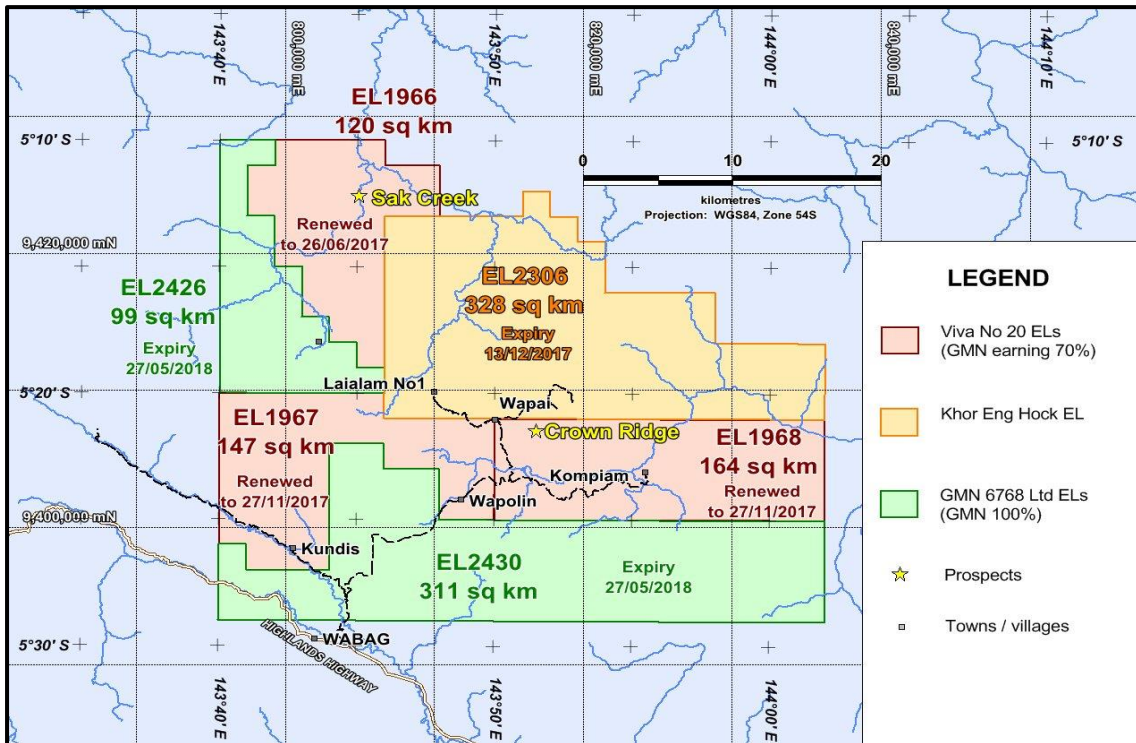 143°40' E
800,000 mE
143°50' E
820,000 mE
144°00' E
840,000 mE
144°10' E
EL1966
120 sq km
5°10' S
5°10' S
0
10
20
kilometres
Projection: WGS84, Zone 54S
Sak Creek
Renewed
to 26/06/2017
9,420,000 mN
EL2426
99 sq km
Expiry
27/05/2018
EL2306
328 sq km
Expiry
13/12/2017
LEGEND
Viva No 20 ELs
(GMN earning 70%)
Khor Eng Hock EL
GMN 6768 Ltd ELs
(GMN 100%)
Prospects
Towns / villages
5°20' S
Laialam No1
Wapai
EL1967
147 sq km
Renewed
to 27/11/2017
Crown Ridge
EL1968
164 sq km
Renewed
to 27/11/2017
Kompiam
Wapolin
9,400,000 mN
Kundis
EL2430
311 sq km
Expiry
27/05/2018
5°30' S
WABAG
HIGHLANDS HIGHWAY
143°40' E
143°50' E
144°00' E